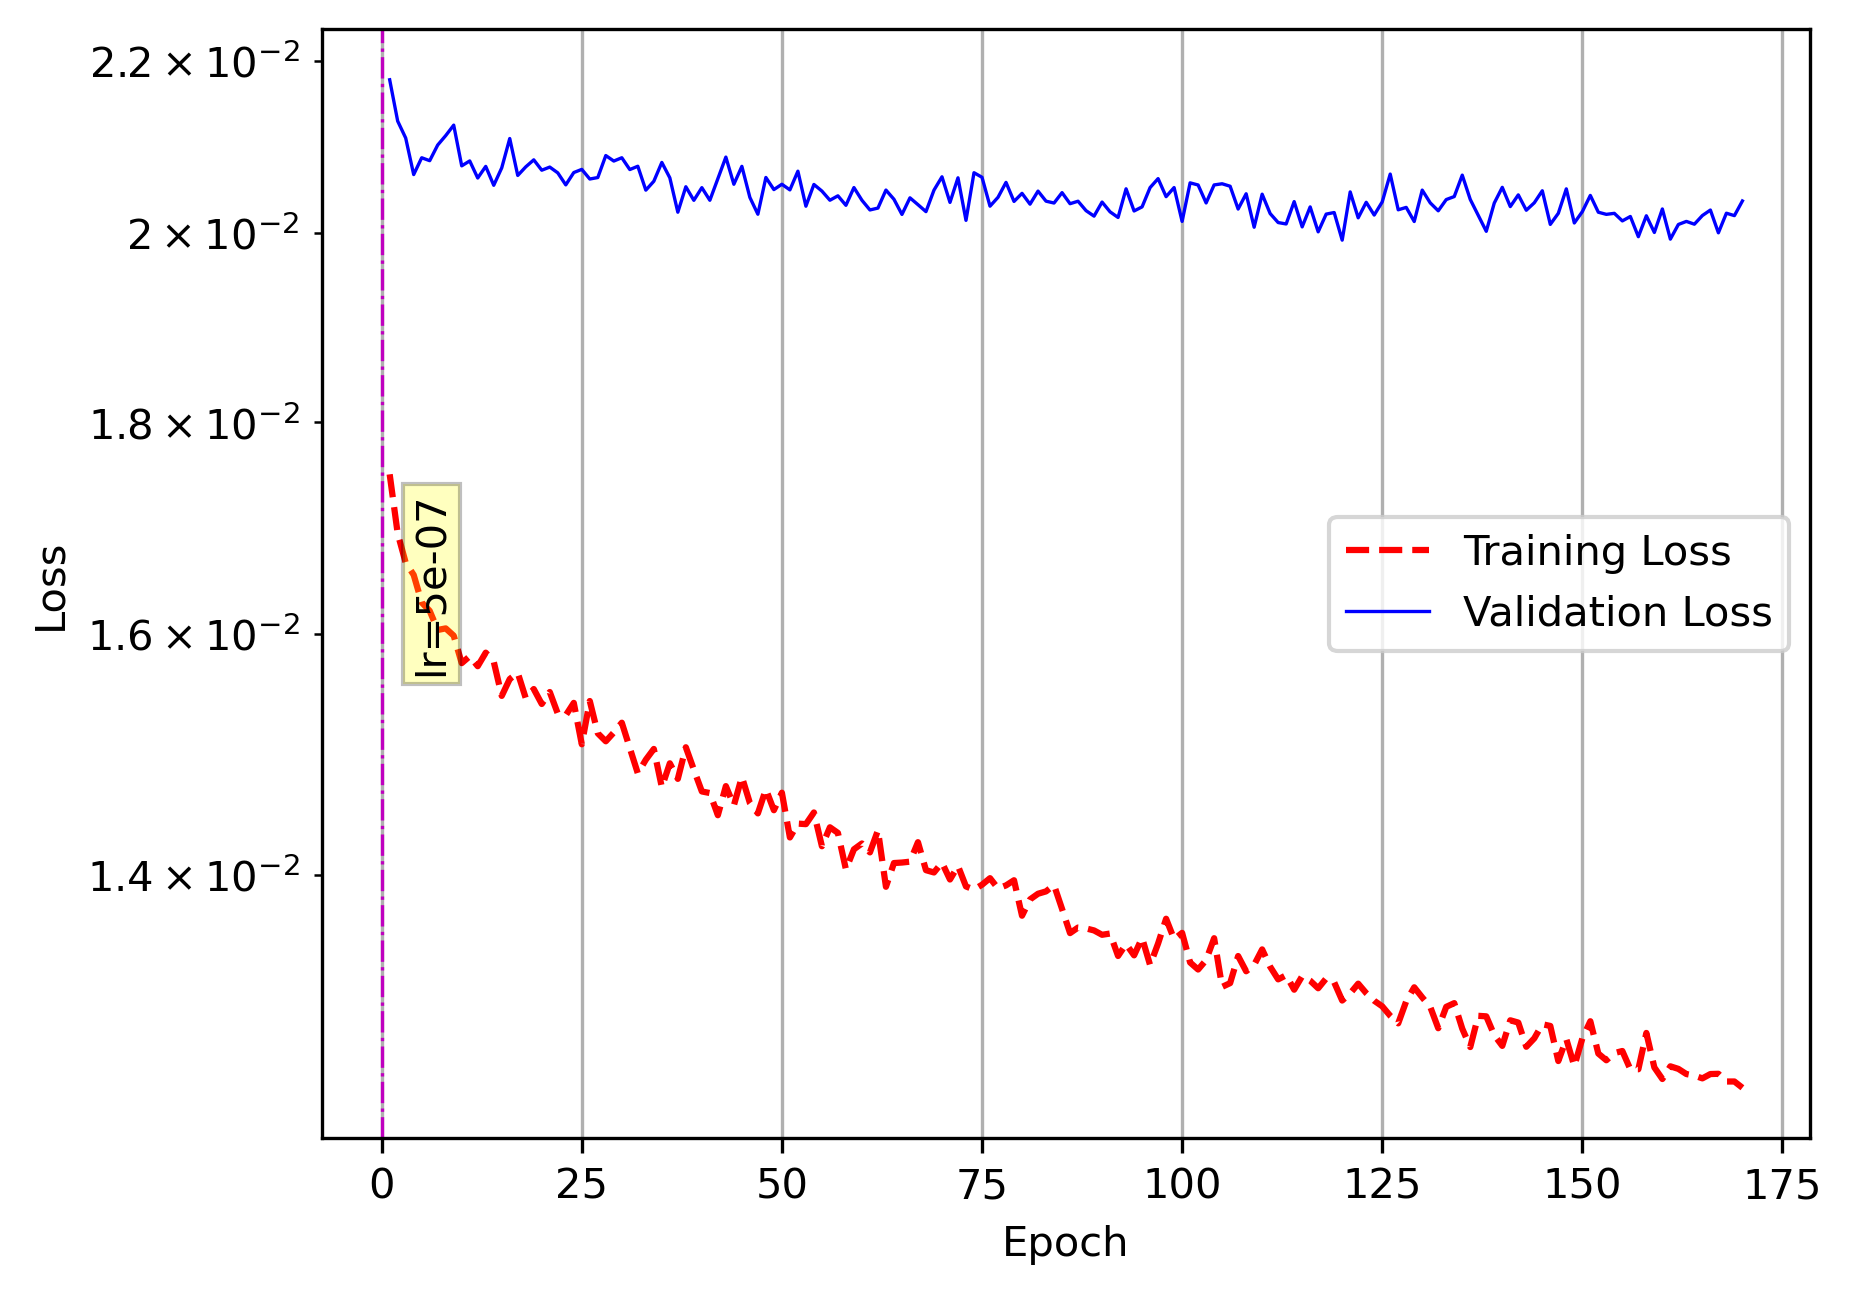 2.2 × 10⁻²
2 × 10⁻²
1.8 × 10⁻²
1.6 × 10⁻²
1.4 × 10⁻²
Loss
lr=5e-07
Training Loss
Validation Loss
0 25 50 75 100 125 150 175
Epoch